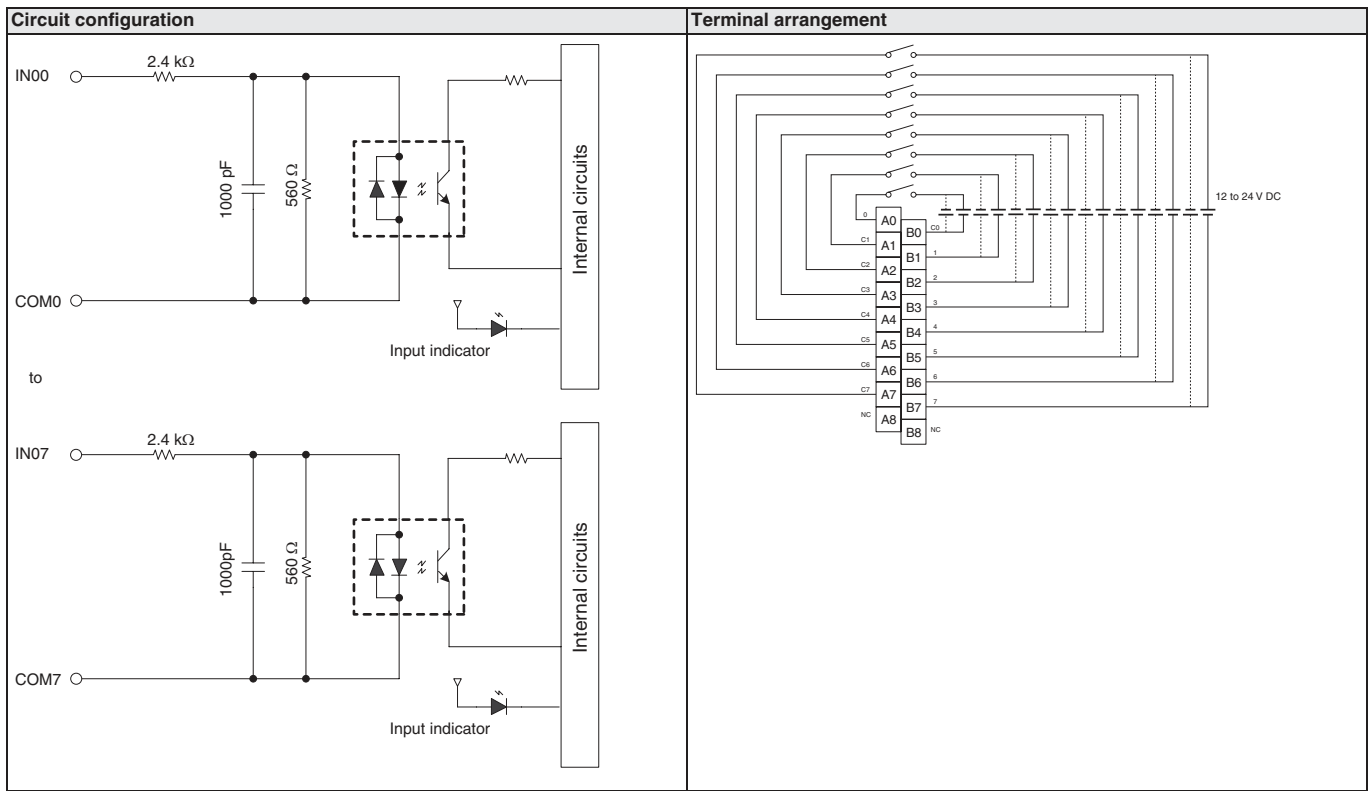 Circuit configuration
IN00
2.4 kΩ
1000 pF
560 Ω
Internal circuits
COM0
Input indicator
to
IN07
2.4 kΩ
1000pF
560 Ω
Internal circuits
COM7
Input indicator
Terminal arrangement
12 to 24 V DC
0 A0
B0 C0
C1 A1
B1 1
C2 A2
B2 2
C3 A3
B3 3
C4 A4
B4 4
C5 A5
B5 5
C6 A6
B6 6
C7 A7
B7 7
NC A8
B8 NC